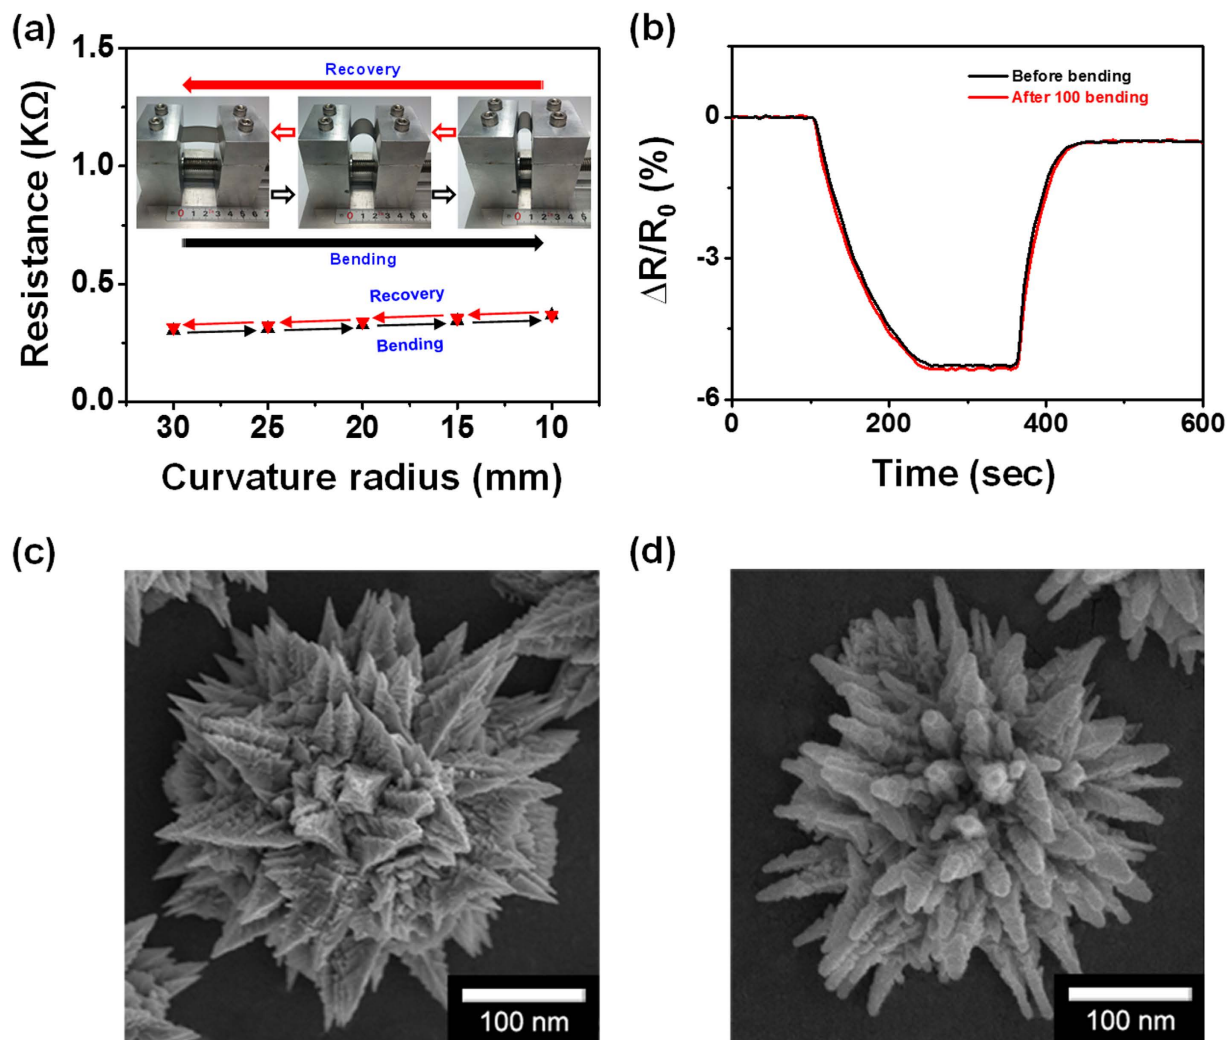 (a)
1.5
1.0
0.5
0.0
Resistance (KΩ)
Recovery
0 1 2 3 4 5 6 7
0 1 2 3 4 5 6
0 1 2 3 4 5
Bending
Recovery
Bending
30 25 20 15 10
Curvature radius (mm)
(b)
Before bending
After 100 bending
0
-3
-6
ΔR/R₀ (%)
0 200 400 600
Time (sec)
(c)
100 nm
(d)
100 nm